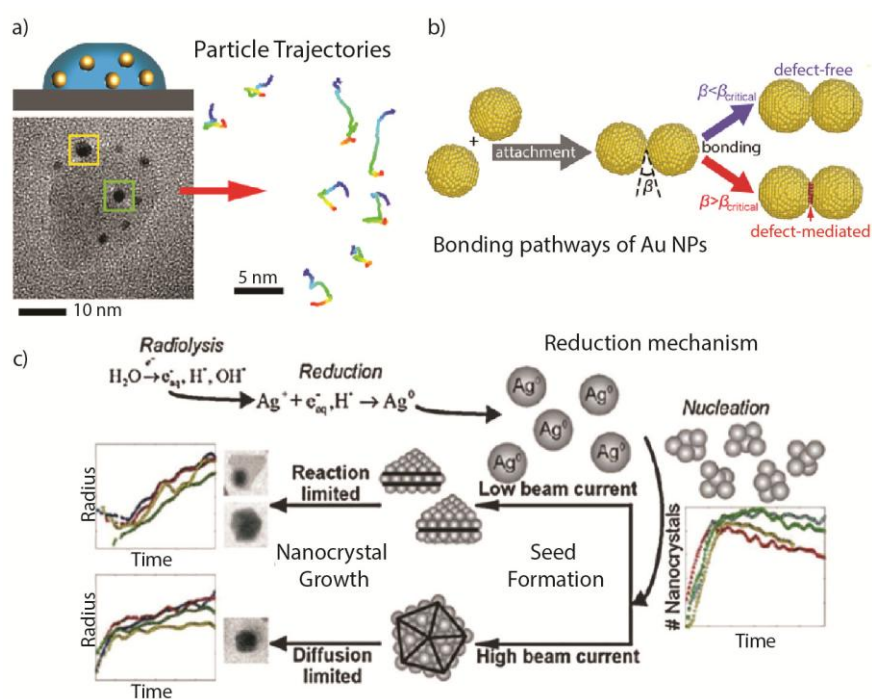 a)
Particle Trajectories
5 nm
10 nm
b)
+
attachment
β
β<βcritical
bonding
β>βcritical
defect-free
defect-mediated
Bonding pathways of Au NPs
c)
Radiolysis
e⁻
H₂O → e⁻aq, H•, OH•
Reduction
Ag⁺ + e⁻aq, H• → Ag⁰
Reduction mechanism
Ag⁰
Ag⁰
Ag⁰
Ag⁰
Ag⁰
Nucleation
# Nanocrystals
Time
Radius
Time
Reaction
limited
Low beam current
Nanocrystal
Growth
Seed
Formation
Radius
Time
Diffusion
limited
High beam current